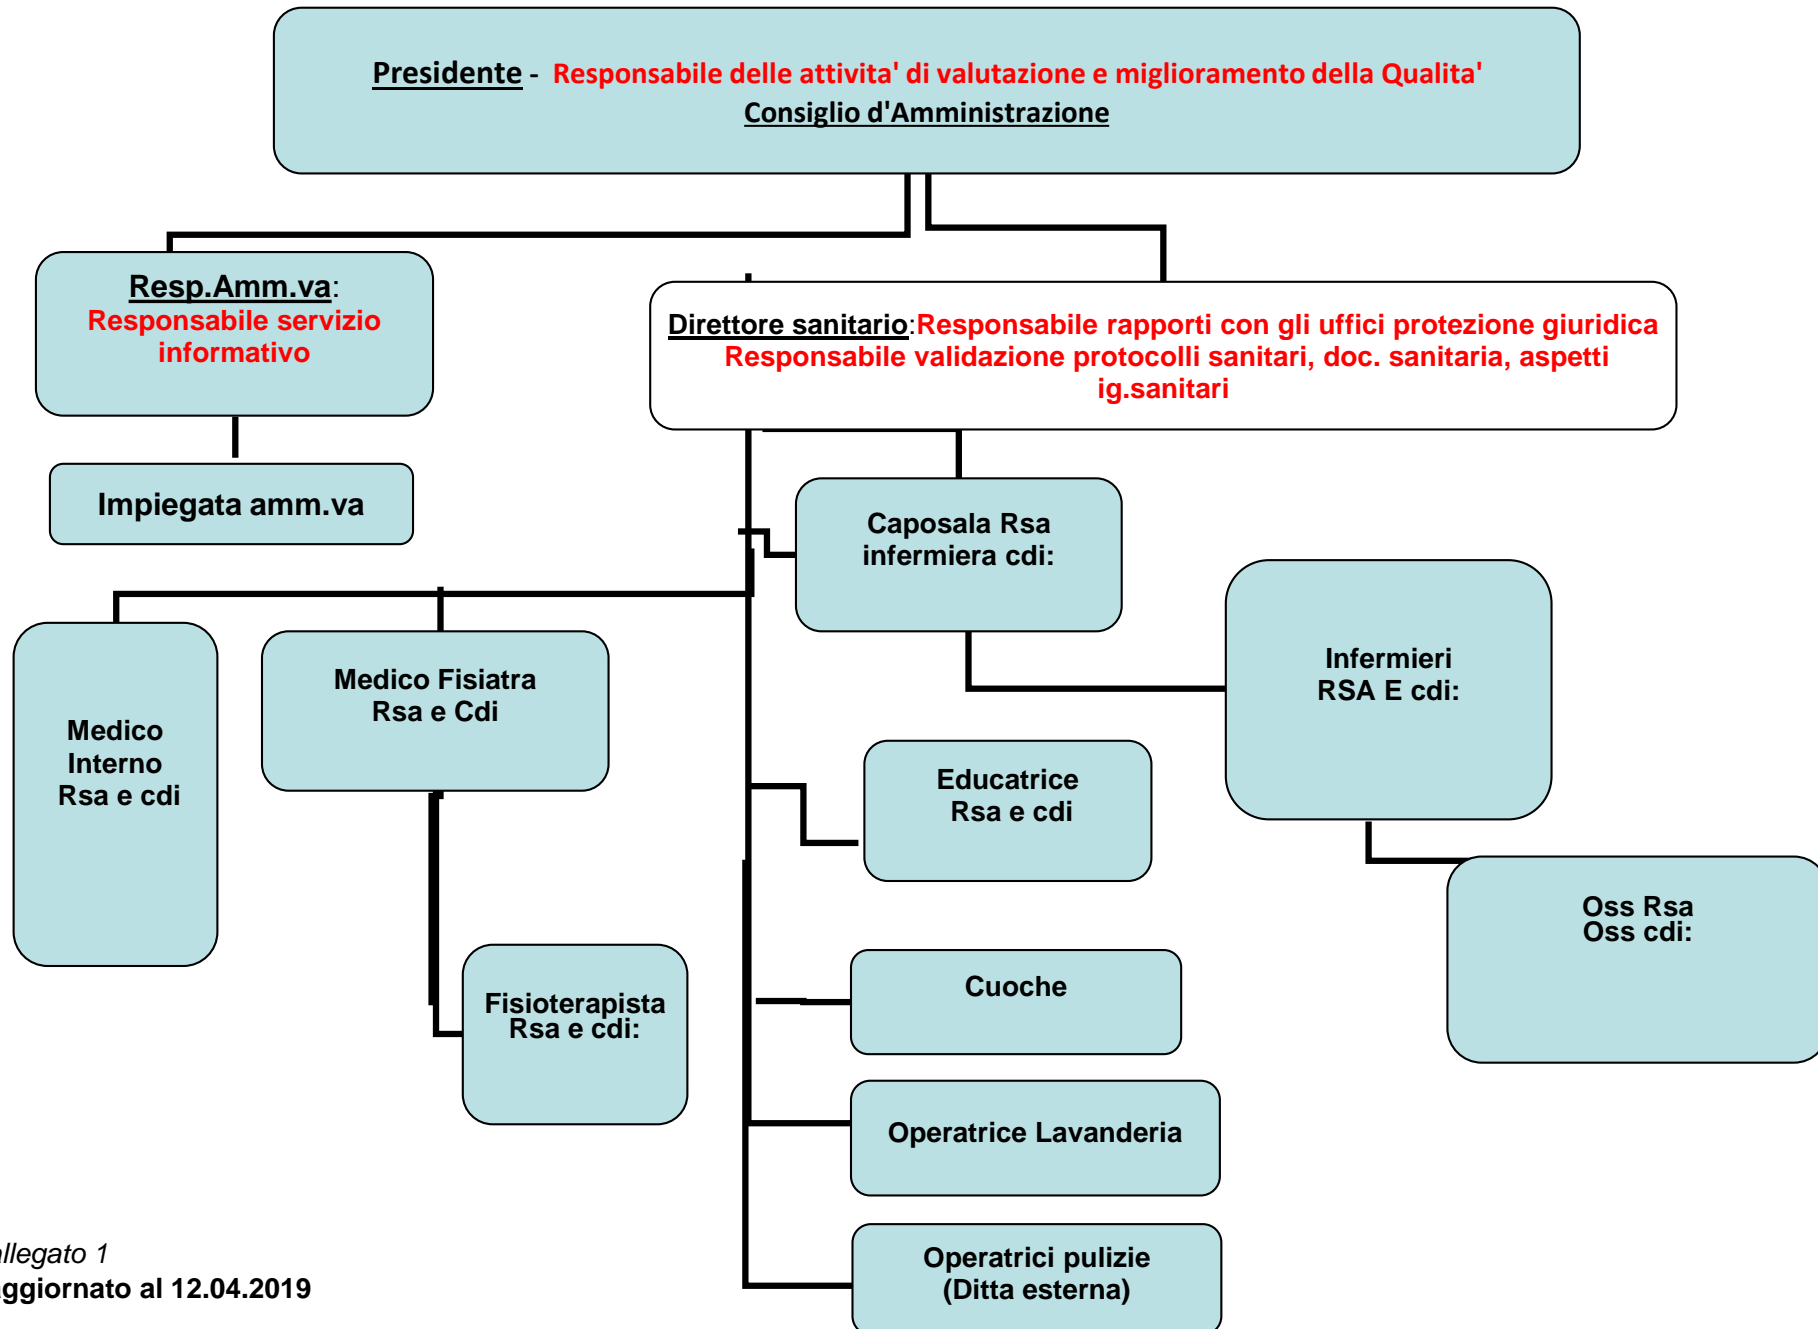 Presidente - Responsabile delle attivita' di valutazione e miglioramento della Qualita'
Consiglio d'Amministrazione
Resp.Amm.va:
Responsabile servizio
informativo
Direttore sanitario:Responsabile rapporti con gli uffici protezione giuridica
Responsabile validazione protocolli sanitari, doc. sanitaria, aspetti
ig.sanitari
Impiegata amm.va
Caposala Rsa
infermiera cdi:
Infermieri
RSA E cdi:
Medico Fisiatra
Rsa e Cdi
Medico
Interno
Rsa e cdi
Educatrice
Rsa e cdi
Oss Rsa
Oss cdi:
Fisioterapista
Rsa e cdi:
Cuoche
Operatrice Lavanderia
Operatrici pulizie
(Ditta esterna)
allegato 1
aggiornato al 12.04.2019